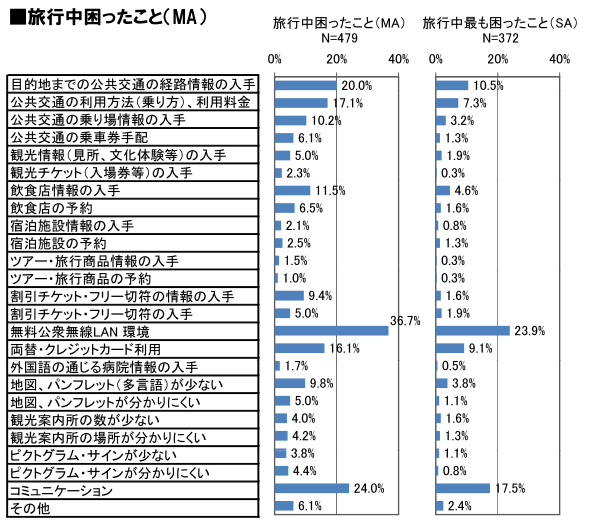 ■旅行中困ったこと(MA)
旅行中困ったこと(MA) 旅行中最も困ったこと(SA)
N=479 N=372
0% 20% 40% 0% 20% 40%
目的地までの公共交通の経路情報の入手 20.0% 10.5%
公共交通の利用方法(乗り方)、利用料金 17.1% 7.3%
公共交通の乗り場情報の入手 10.2% 3.2%
公共交通の乗車券手配 6.1% 1.3%
観光情報(見所、文化体験等)の入手 5.0% 1.9%
観光チケット(入場券等)の入手 2.3% 0.3%
飲食店情報の入手 11.5% 4.6%
飲食店の予約 6.5% 1.6%
宿泊施設情報の入手 2.1% 0.8%
宿泊施設の予約 2.5% 1.3%
ツアー・旅行商品情報の入手 1.5% 0.3%
ツアー・旅行商品の予約 1.0% 0.3%
割引チケット・フリー切符の情報の入手 9.4% 1.6%
割引チケット・フリー切符の入手 5.0% 1.9%
無料公衆無線LAN 環境 36.7% 23.9%
両替・クレジットカード利用 16.1% 9.1%
外国語の通じる病院情報の入手 1.7% 0.5%
地図、パンフレット(多言語)が少ない 9.8% 3.8%
地図、パンフレットが分かりにくい 5.0% 1.1%
観光案内所の数が少ない 4.0% 1.6%
観光案内所の場所が分かりにくい 4.2% 1.3%
ピクトグラム・サインが少ない 3.8% 1.1%
ピクトグラム・サインが分かりにくい 4.4% 0.8%
コミュニケーション 24.0% 17.5%
その他 6.1% 2.4%